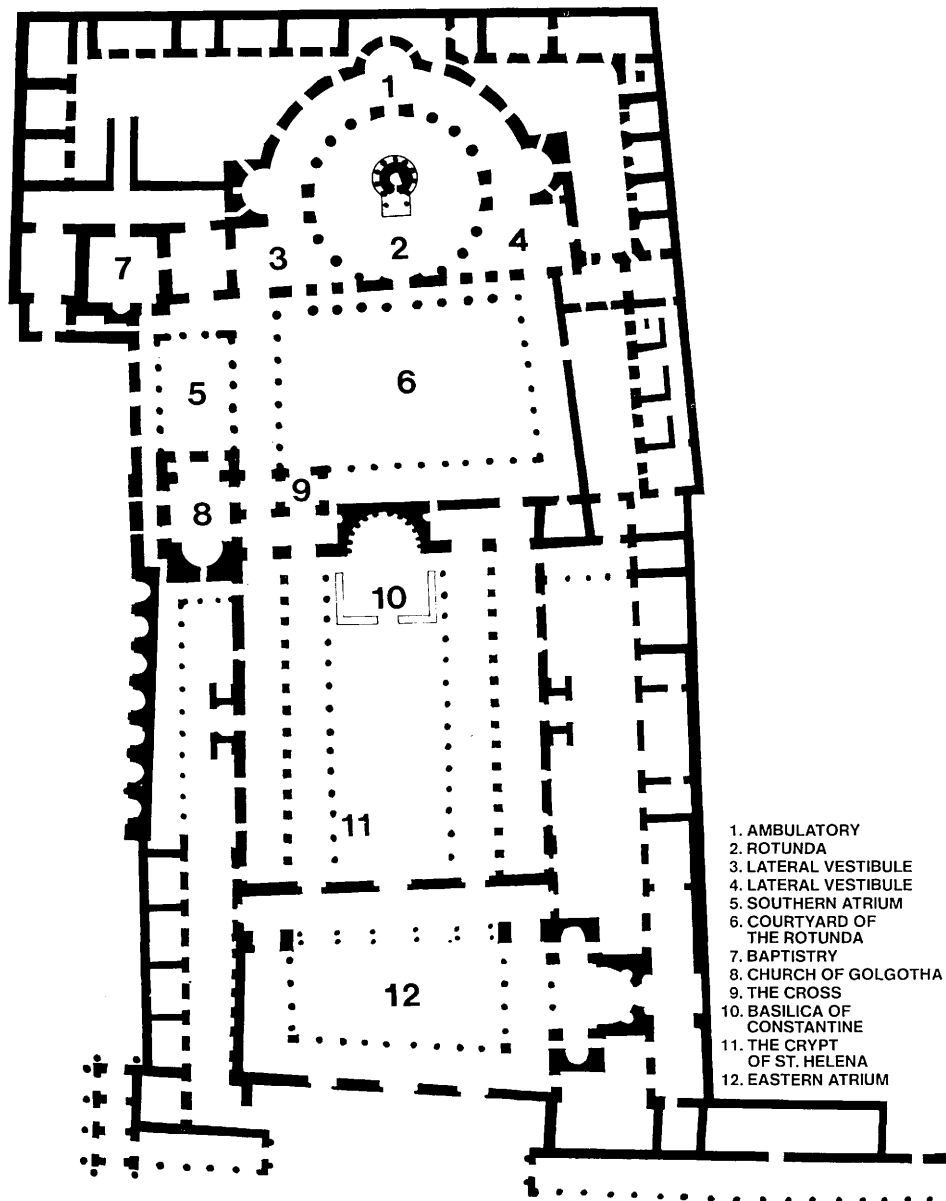 1
2
3
4
7
5
6
9
8
10
11
12
1. AMBULATORY
2. ROTUNDA
3. LATERAL VESTIBULE
4. LATERAL VESTIBULE
5. SOUTHERN ATRIUM
6. COURTYARD OF
THE ROTUNDA
7. BAPTISTRY
8. CHURCH OF GOLGOTHA
9. THE CROSS
10. BASILICA OF
CONSTANTINE
11. THE CRYPT
OF ST. HELENA
12. EASTERN ATRIUM